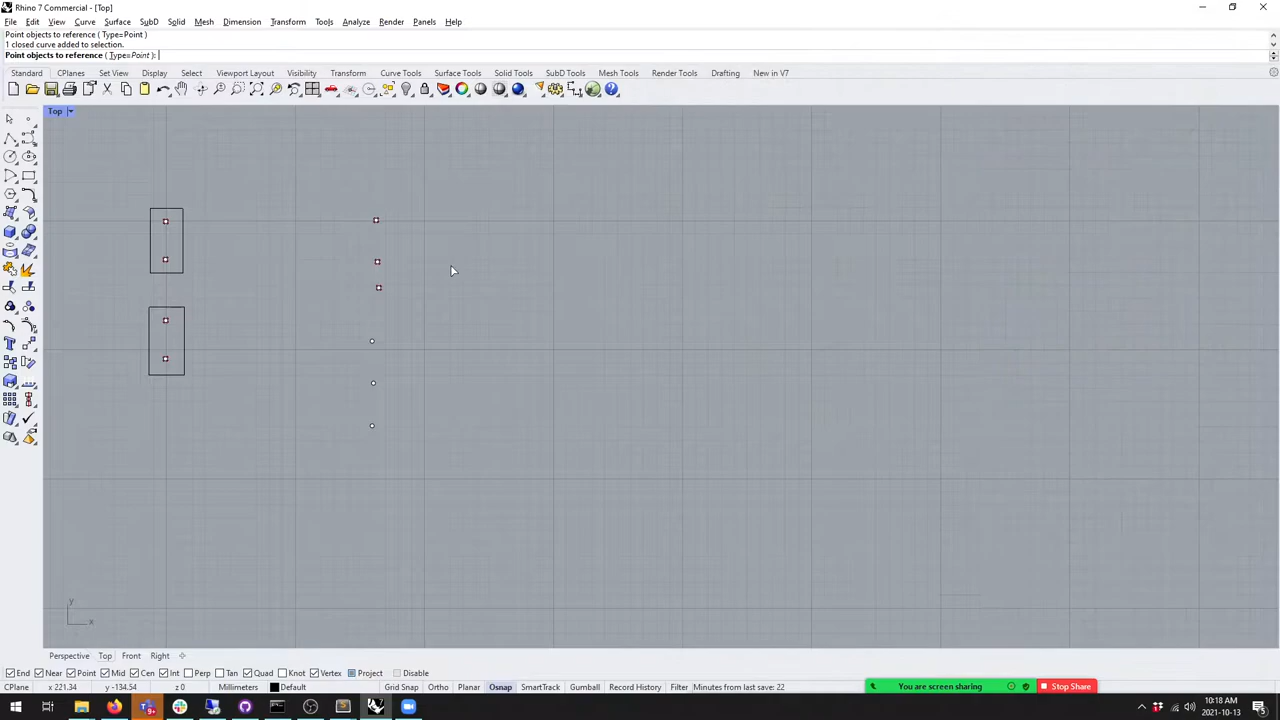 Rhino 7 Commercial - [Top]
File Edit View Curve Surface SubD Solid Mesh Dimension Transform Tools Analyze Render Panels Help
Point objects to reference ( Type=Point )
1 closed curve added to selection.
Point objects to reference ( Type=Point ):
Standard CPlanes Set View Display Select Viewport Layout Visibility Transform Curve Tools Surface Tools Solid Tools SubD Tools Mesh Tools Render Tools Drafting New in V7
Top
y
x
Perspective Top Front Right
End Near Point Mid Cen Int Perp Tan Quad Knot Vertex Project Disable
CPlane x 221.34 y -134.54 z 0 Millimeters Default Grid Snap Ortho Planar Osnap SmartTrack Gumball Record History Filter Minutes from last save: 22
You are screen sharing Stop Share
10:18 AM
2021-10-13